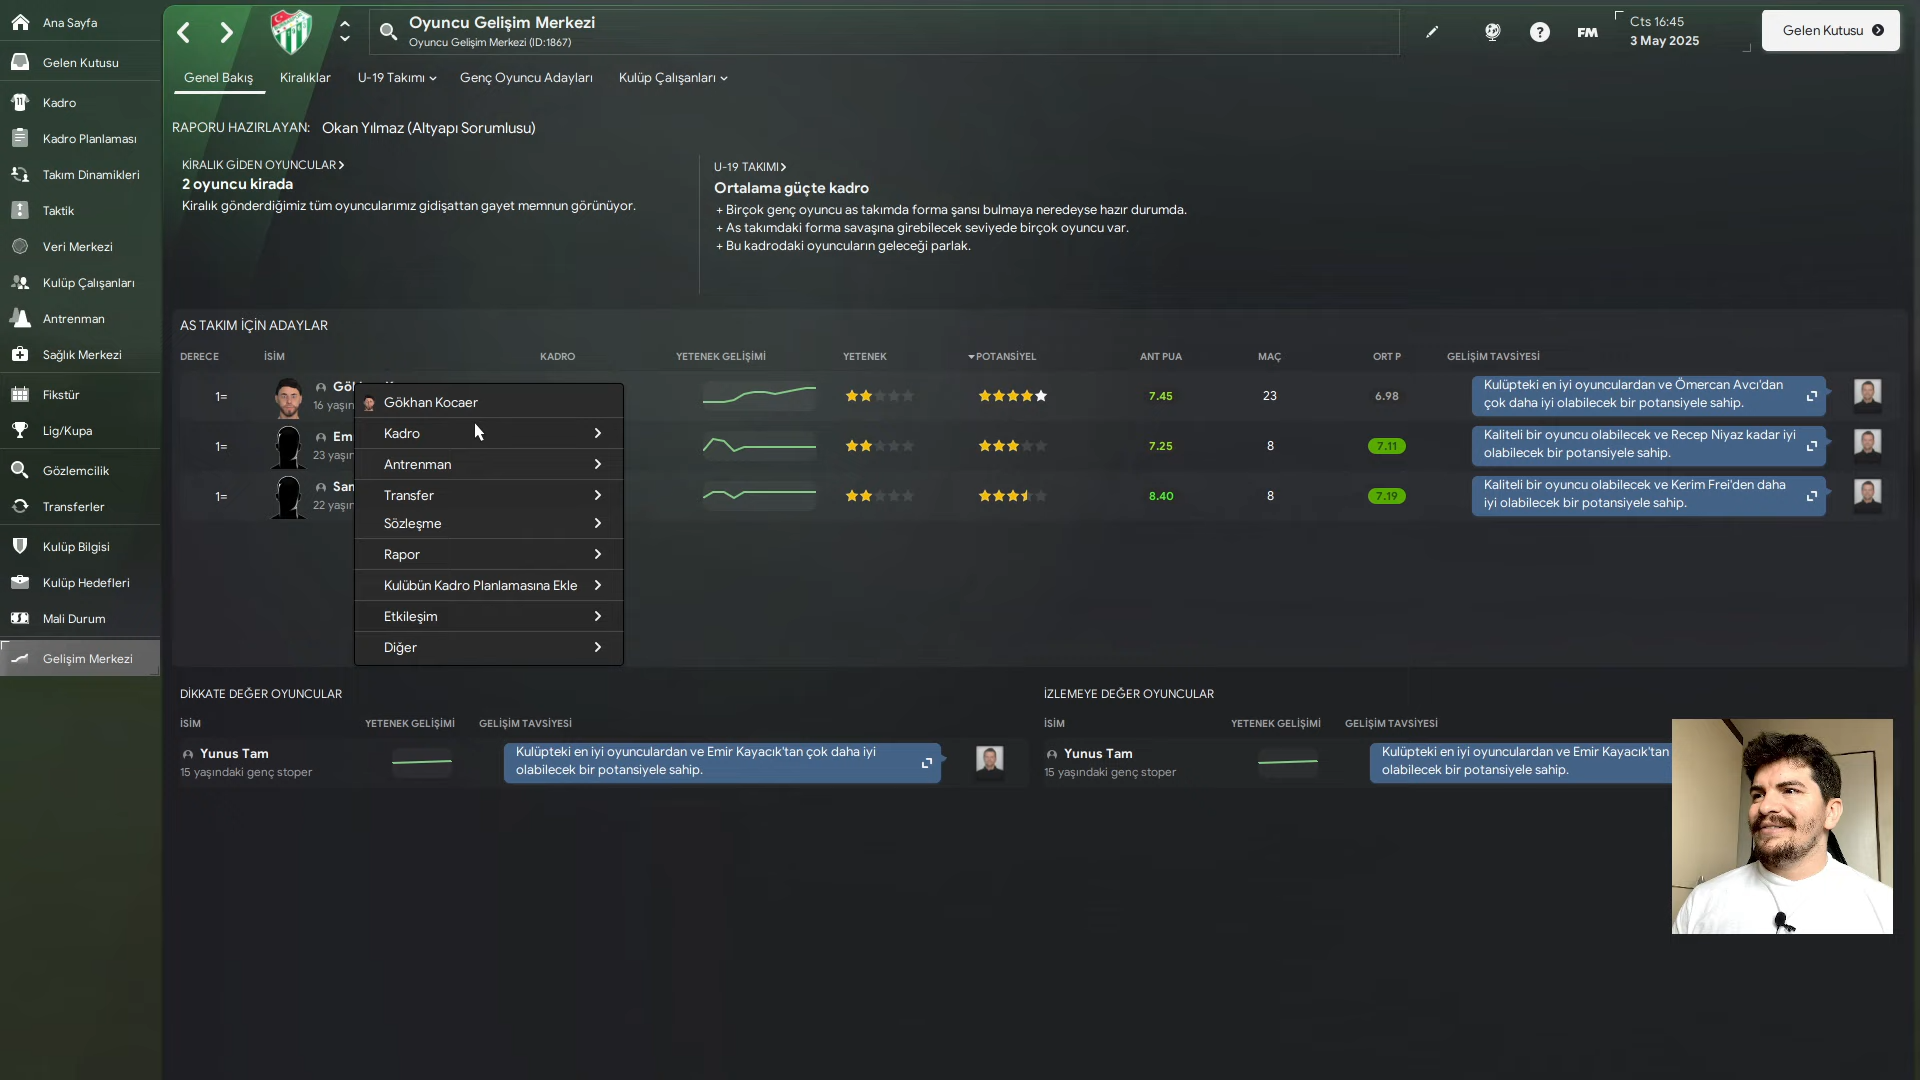 Ana Sayfa
Gelen Kutusu
Kadro
Kadro Planlaması
Takım Dinamikleri
Taktik
Veri Merkezi
Kulüp Çalışanları
Antrenman
Sağlık Merkezi
Fikstür
Lig/Kupa
Gözlemcilik
Transferler
Kulüp Bilgisi
Kulüp Hedefleri
Mali Durum
Gelişim Merkezi
Oyuncu Gelişim Merkezi
Oyuncu Gelişim Merkezi (ID:1867)
FM
Cts 16:45
3 May 2025
Gelen Kutusu
Genel Bakış Kiralıklar U-19 Takımı Genç Oyuncu Adayları Kulüp Çalışanları
RAPORU HAZIRLAYAN: Okan Yılmaz (Altyapı Sorumlusu)
KİRALIK GİDEN OYUNCULAR
2 oyuncu kirada
Kiralık gönderdiğimiz tüm oyuncularımız gidişattan gayet memnun görünüyor.
U-19 TAKIMI
Ortalama güçte kadro
+ Birçok genç oyuncu as takımda forma şansı bulmaya neredeyse hazır durumda.
+ As takımdaki forma savaşına girebilecek seviyede birçok oyuncu var.
+ Bu kadrodaki oyuncuların geleceği parlak.
AS TAKIM İÇİN ADAYLAR
DERECE İSİM KADRO YETENEK GELİŞİMİ YETENEK POTANSİYEL ANT PUA MAÇ ORT P GELİŞİM TAVSİYESİ
1= 7.45 23 6.98
16 yaşın
Kulüpteki en iyi oyunculardan ve Ömercan Avcı'dan
çok daha iyi olabilecek bir potansiyele sahip.
1= Em 7.25 8 7.11
23 yaşın
Kaliteli bir oyuncu olabilecek ve Recep Niyaz kadar iyi
olabilecek bir potansiyele sahip.
1= San 8.40 8 7.19
22 yaşın
Kaliteli bir oyuncu olabilecek ve Kerim Frei'den daha
iyi olabilecek bir potansiyele sahip.
Gökhan Kocaer
Kadro
Antrenman
Transfer
Sözleşme
Rapor
Kulübün Kadro Planlamasına Ekle
Etkileşim
Diğer
DİKKATE DEĞER OYUNCULAR
İSİM YETENEK GELİŞİMİ GELİŞİM TAVSİYESİ
Yunus Tam
15 yaşındaki genç stoper
Kulüpteki en iyi oyunculardan ve Emir Kayacık'tan çok daha iyi
olabilecek bir potansiyele sahip.
İZLEMEYE DEĞER OYUNCULAR
İSİM YETENEK GELİŞİMİ GELİŞİM TAVSİYESİ
Yunus Tam
15 yaşındaki genç stoper
Kulüpteki en iyi oyunculardan ve Emir Kayacık'tan
olabilecek bir potansiyele sahip.